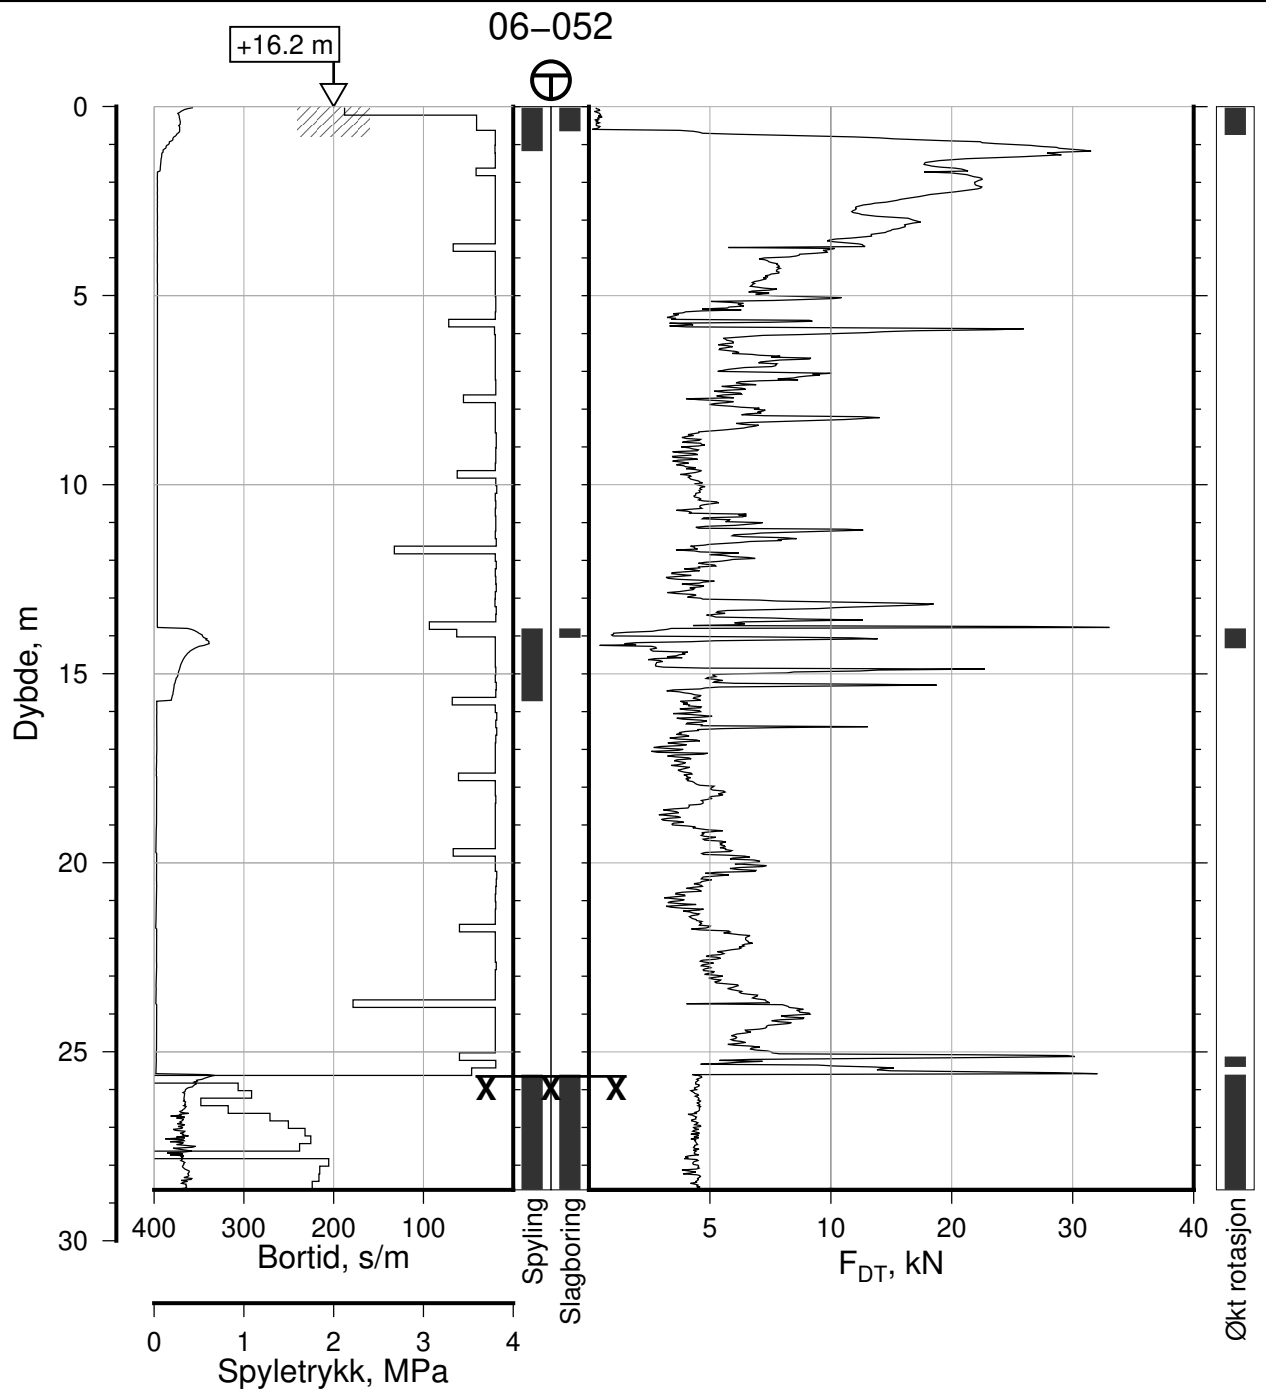 06–052
+16.2 m
0
5
10
15
20
25
30
Dybde, m
400 300 200 100
Bortid, s/m
0 1 2 3 4
Spyletrykk, MPa
Spyling
Slagboring
X X X
5 10 20 30 40
F_DT, kN
Økt rotasjon